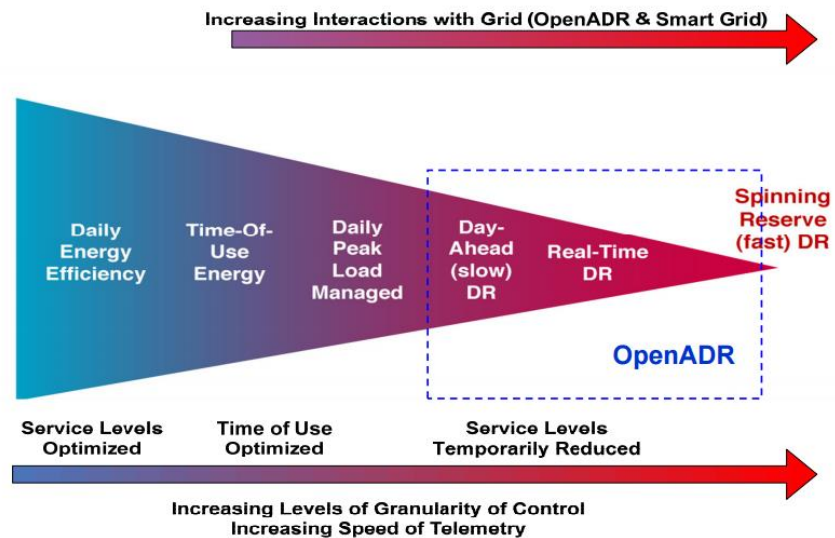 Increasing Interactions with Grid (OpenADR & Smart Grid)
Daily
Energy
Efficiency
Time-Of-
Use
Energy
Daily
Peak
Load
Managed
Day-
Ahead
(slow)
DR
Real-Time
DR
Spinning
Reserve
(fast) DR
OpenADR
Service Levels
Optimized
Time of Use
Optimized
Service Levels
Temporarily Reduced
Increasing Levels of Granularity of Control
Increasing Speed of Telemetry